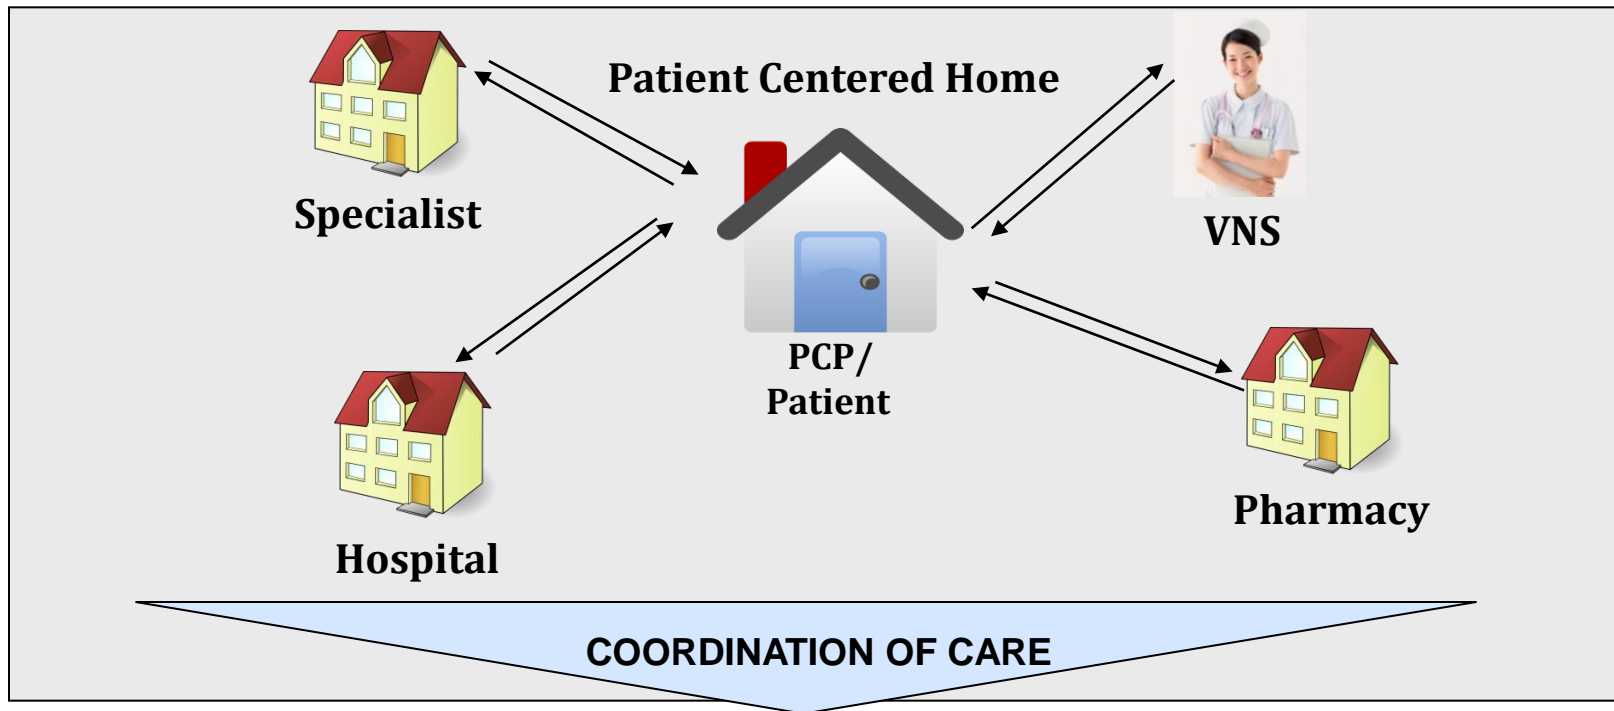 Patient Centered Home
Specialist
VNS
PCP/
Patient
Hospital
Pharmacy
COORDINATION OF CARE